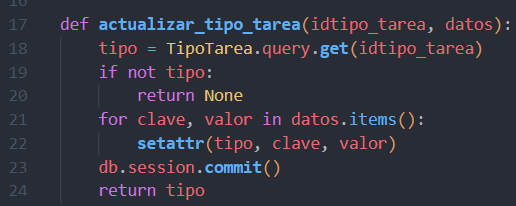 17 def actualizar_tipo_tarea(idtipo_tarea, datos):
18     tipo = TipoTarea.query.get(idtipo_tarea)
19     if not tipo:
20         return None
21     for clave, valor in datos.items():
22         setattr(tipo, clave, valor)
23     db.session.commit()
24     return tipo